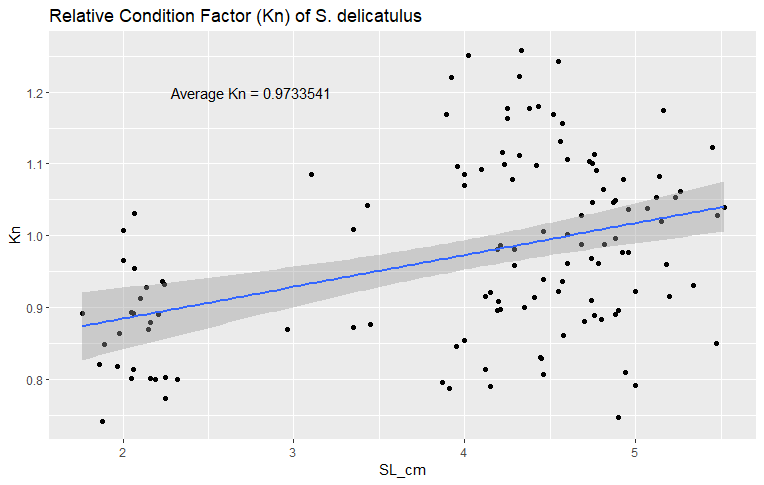 Relative Condition Factor (Kn) of S. delicatulus
Average Kn = 0.9733541
Kn
1.2
1.1
1.0
0.9
0.8
2
3
4
5
SL_cm